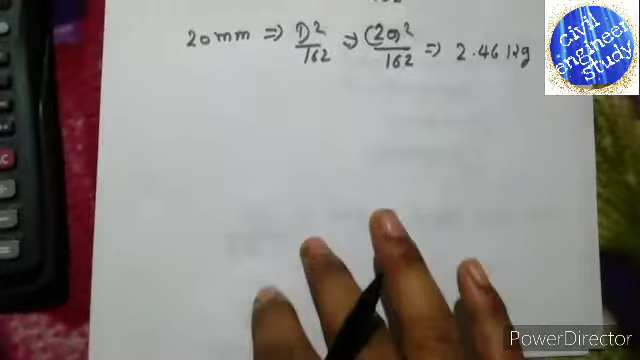 20mm ⇒ D²/162 ⇒ (20)²/162 ⇒ 2.46 kg
civil
engineer
study
PowerDirector